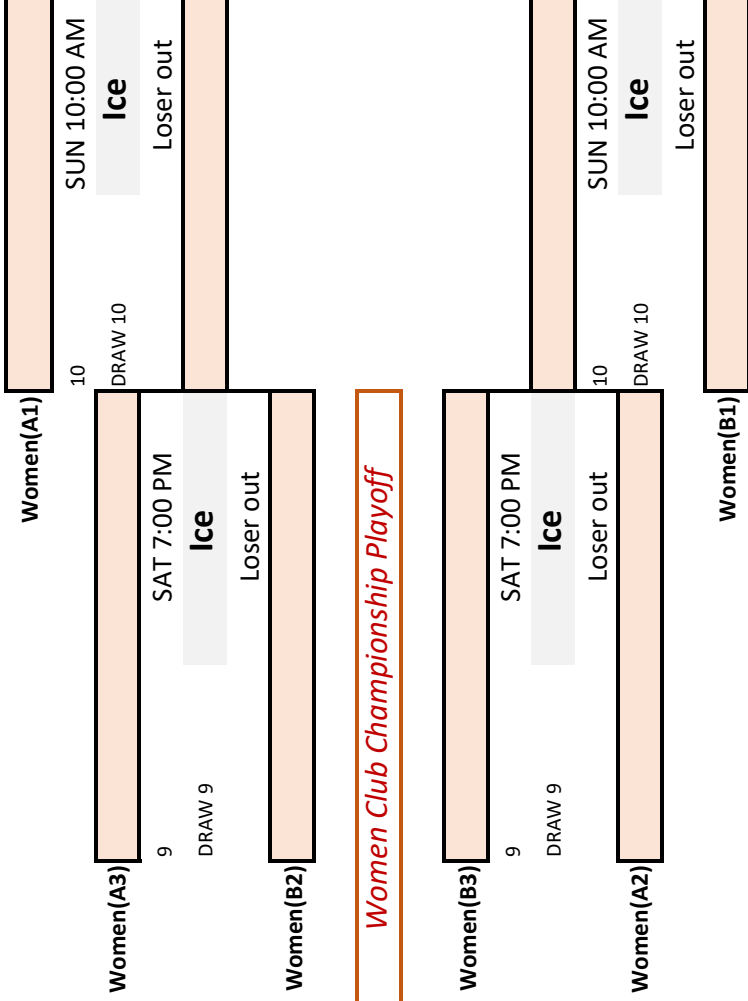 Women(A1)
10
SUN 10:00 AM
DRAW 10
Ice
Loser out
Women(A3)
9
SAT 7:00 PM
DRAW 9
Ice
Loser out
Women(B2)
Women Club Championship Playoff
Women(B3)
9
SAT 7:00 PM
DRAW 9
Ice
Loser out
Women(A2)
10
SUN 10:00 AM
DRAW 10
Ice
Loser out
Women(B1)